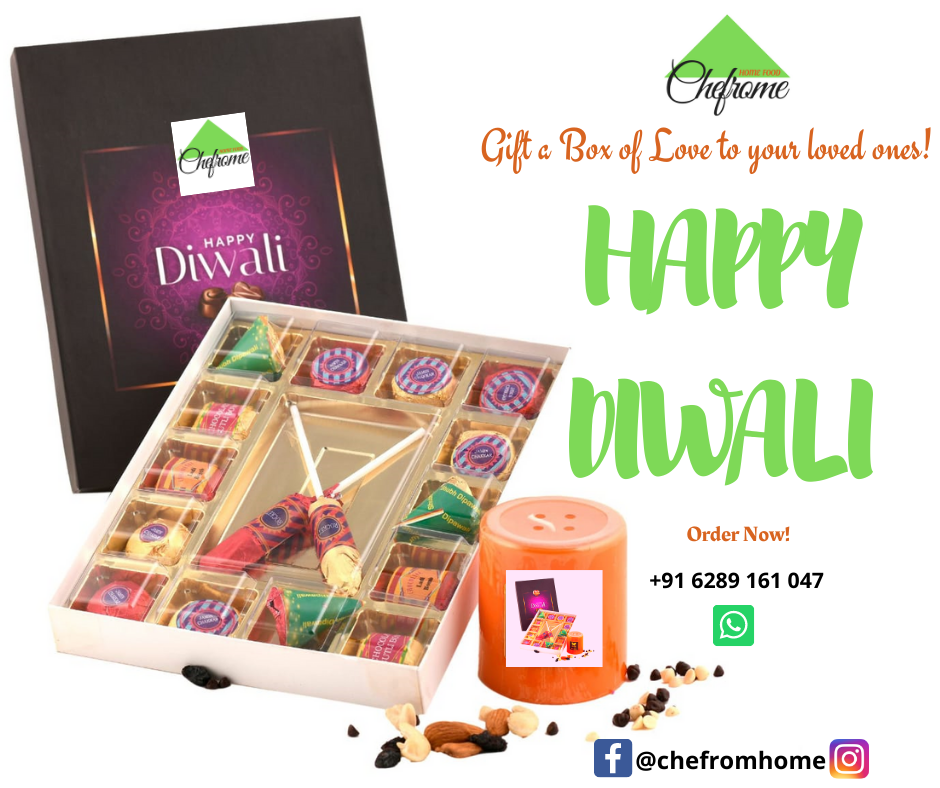 HOME FOOD
Chefrome
Gift a Box of Love to your loved ones!
HAPPY
DIWALI
Order Now!
+91 6289 161 047
@chefromhome
Chefrome
HAPPY
Diwali